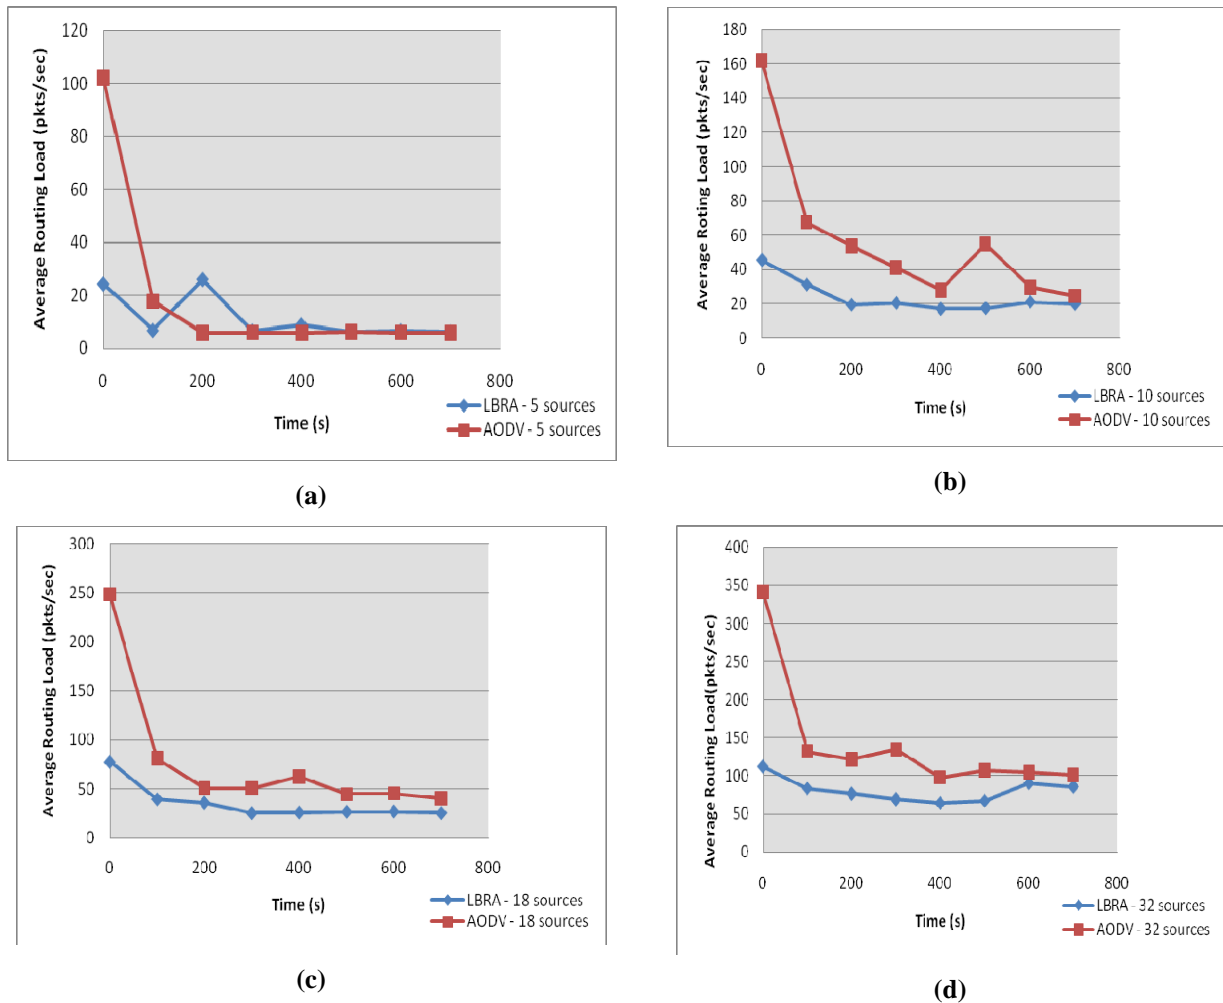 120
100
80
60
40
20
0
0 200 400 600 800
Average Routing Load (pkts/sec)
Time (s)
LBRA - 5 sources
AODV - 5 sources
(a)
180
160
140
120
100
80
60
40
20
0
0 200 400 600 800
Average Roting Load (pkts/sec)
Time (s)
LBRA - 10 sources
AODV - 10 sources
(b)
300
250
200
150
100
50
0
0 200 400 600 800
Average Routing Load (pkts/sec)
Time (s)
LBRA - 18 sources
AODV - 18 sources
(c)
400
350
300
250
200
150
100
50
0
0 200 400 600 800
Average Routing Load(pkts/sec)
Time (s)
LBRA - 32 sources
AODV - 32 sources
(d)